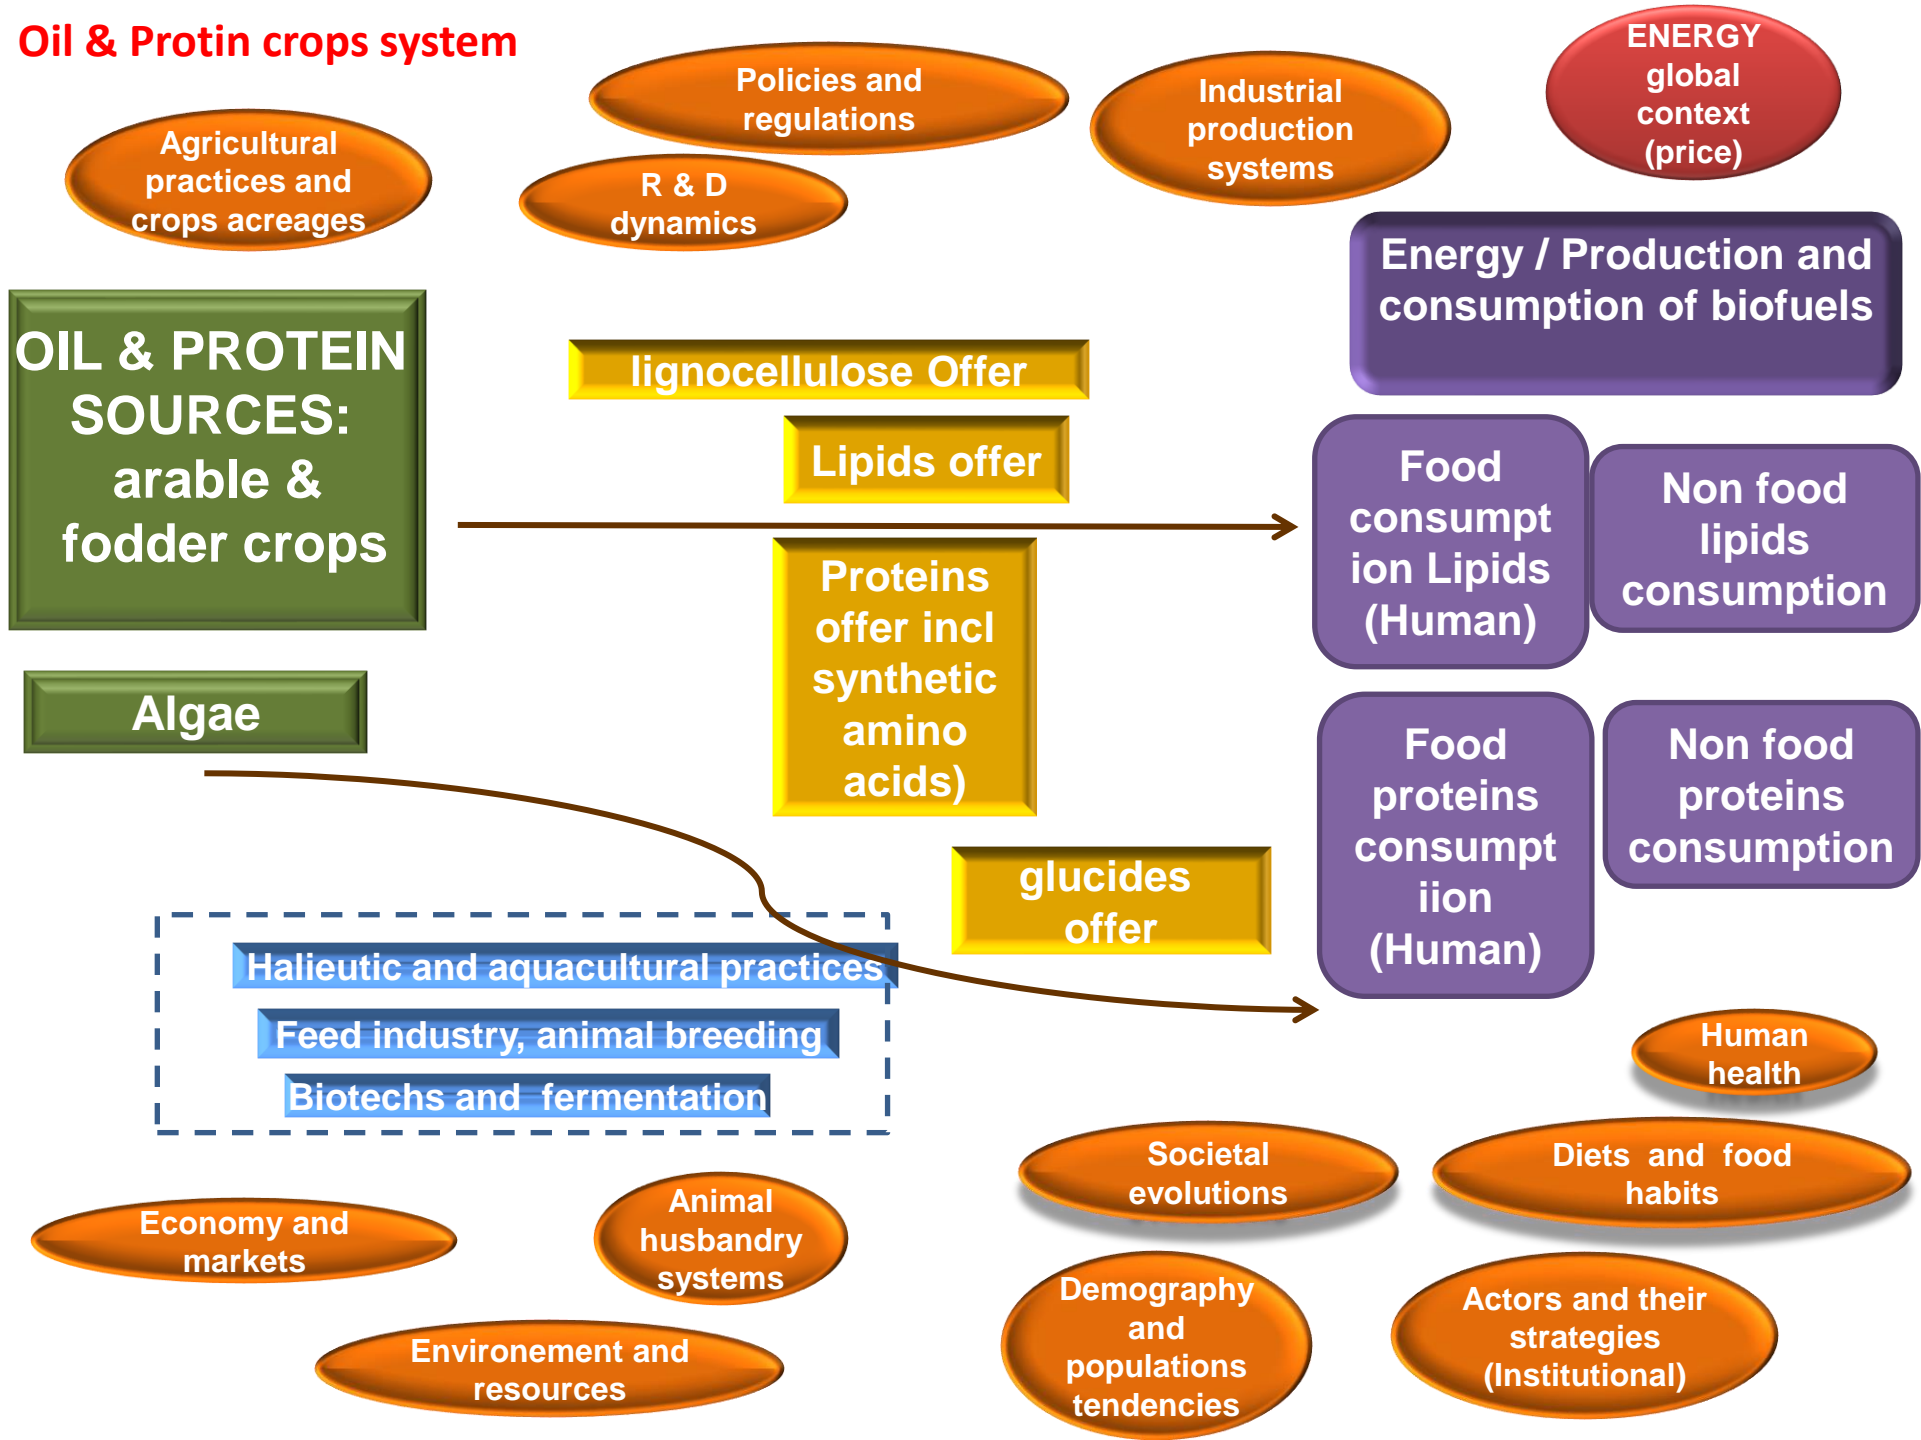 Oil & Protin crops system
Policies and
regulations
Industrial
production
systems
ENERGY
global
context
(price)
Agricultural
practices and
crops acreages
R & D
dynamics
Energy / Production and
consumption of biofuels
OIL & PROTEIN
SOURCES:
arable &
fodder crops
lignocellulose Offer
Lipids offer
Food
consumpt
ion Lipids
(Human)
Non food
lipids
consumption
Proteins
offer incl
synthetic
amino
acids)
Algae
Food
proteins
consumpt
iion
(Human)
Non food
proteins
consumption
glucides
offer
Halieutic and aquacultural practices
Feed industry, animal breeding
Biotechs and  fermentation
Human
health
Societal
evolutions
Diets  and  food
habits
Economy and
markets
Animal
husbandry
systems
Environement and
resources
Demography
and
populations
tendencies
Actors and their
strategies
(Institutional)